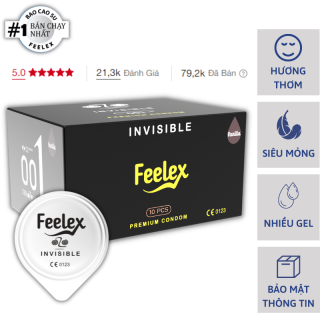 BAO CAO SU
#1 BÁN CHẠY
NHẤT
FEELEX
5.0 21,3k Đánh Giá 79,2k Đã Bán
INVISIBLE
Vanilla
001
Feelex
10 PCS
PREMIUM CONDOM
CE 0123
Feelex
INVISIBLE
CE 0123
HƯƠNG
THƠM
SIÊU MỎNG
NHIỀU GEL
BẢO MẬT
THÔNG TIN